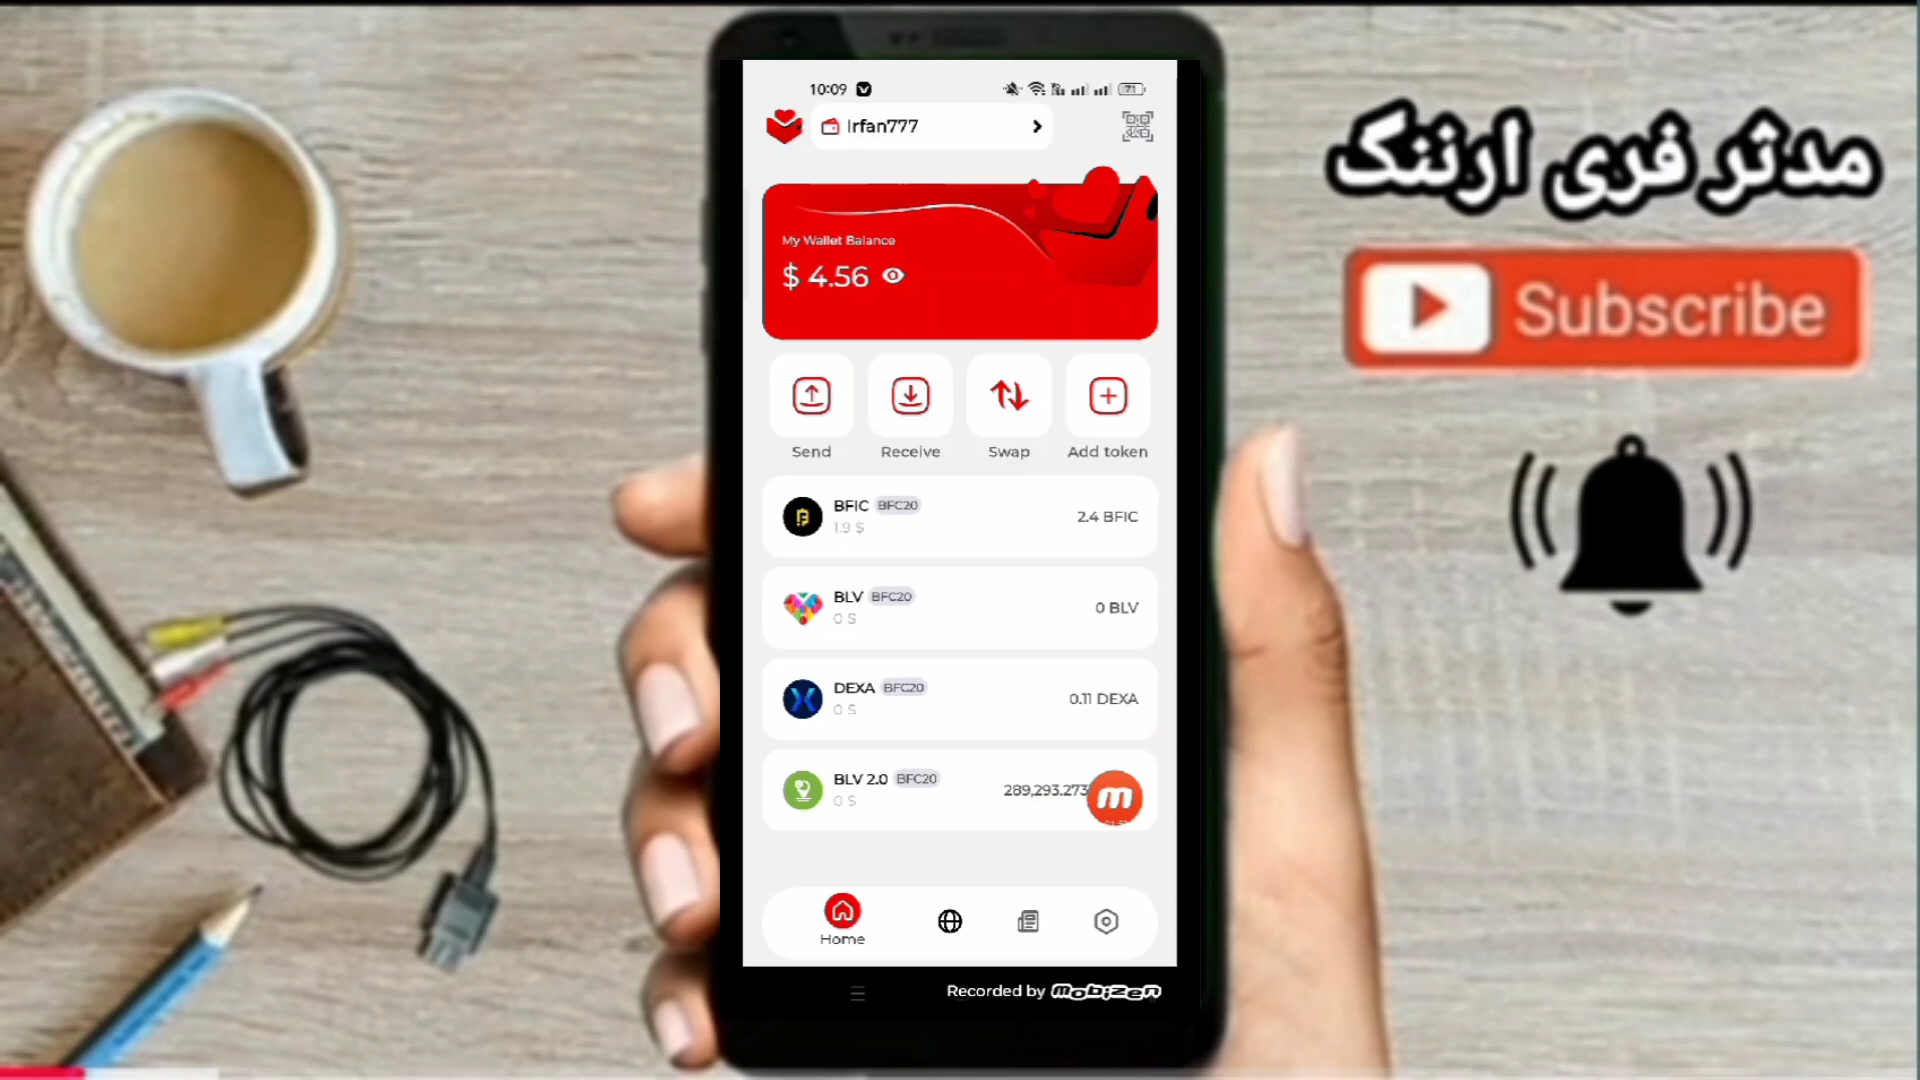 10:09
71
Irfan777
My Wallet Balance
$ 4.56
Send
Receive
Swap
Add token
BFIC BFC20
1.9 $
2.4 BFIC
BLV BFC20
0 $
0 BLV
DEXA BFC20
0 $
0.11 DEXA
BLV 2.0 BFC20
0 $
289,293.273
m
Home
Recorded by mobizen
مدثر فری ارننگ
Subscribe